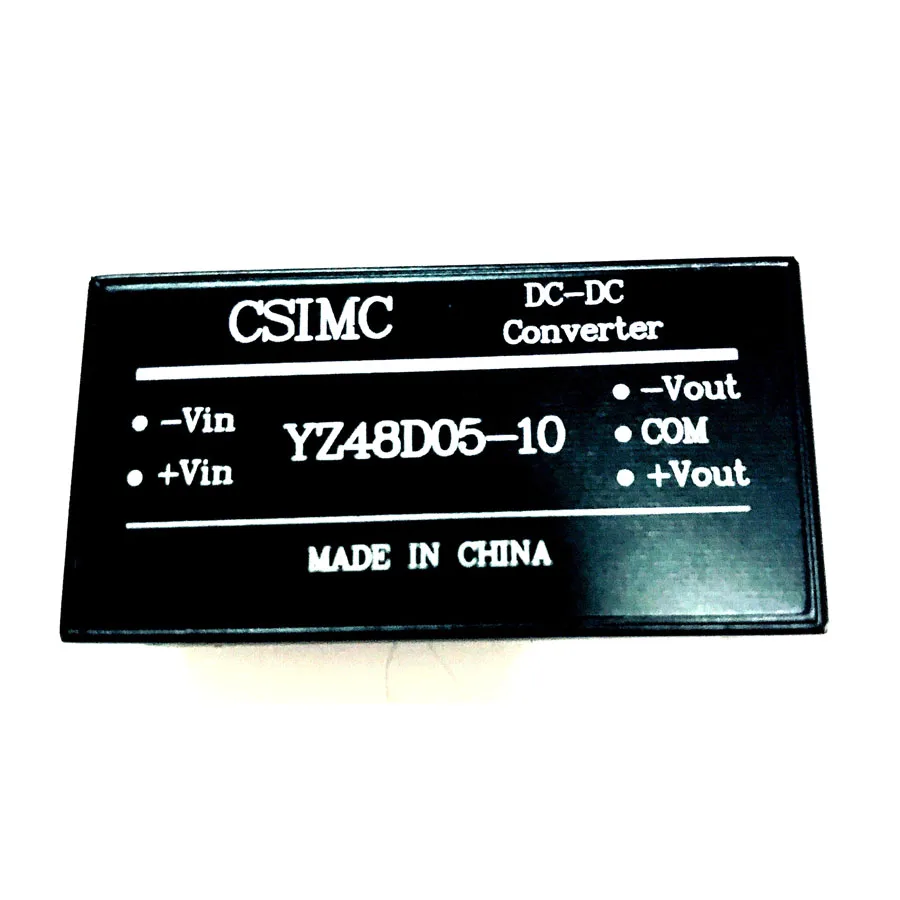 CSIMC
DC-DC
Converter
-Vin
+Vin
YZ48D05-10
-Vout
COM
+Vout
MADE IN CHINA